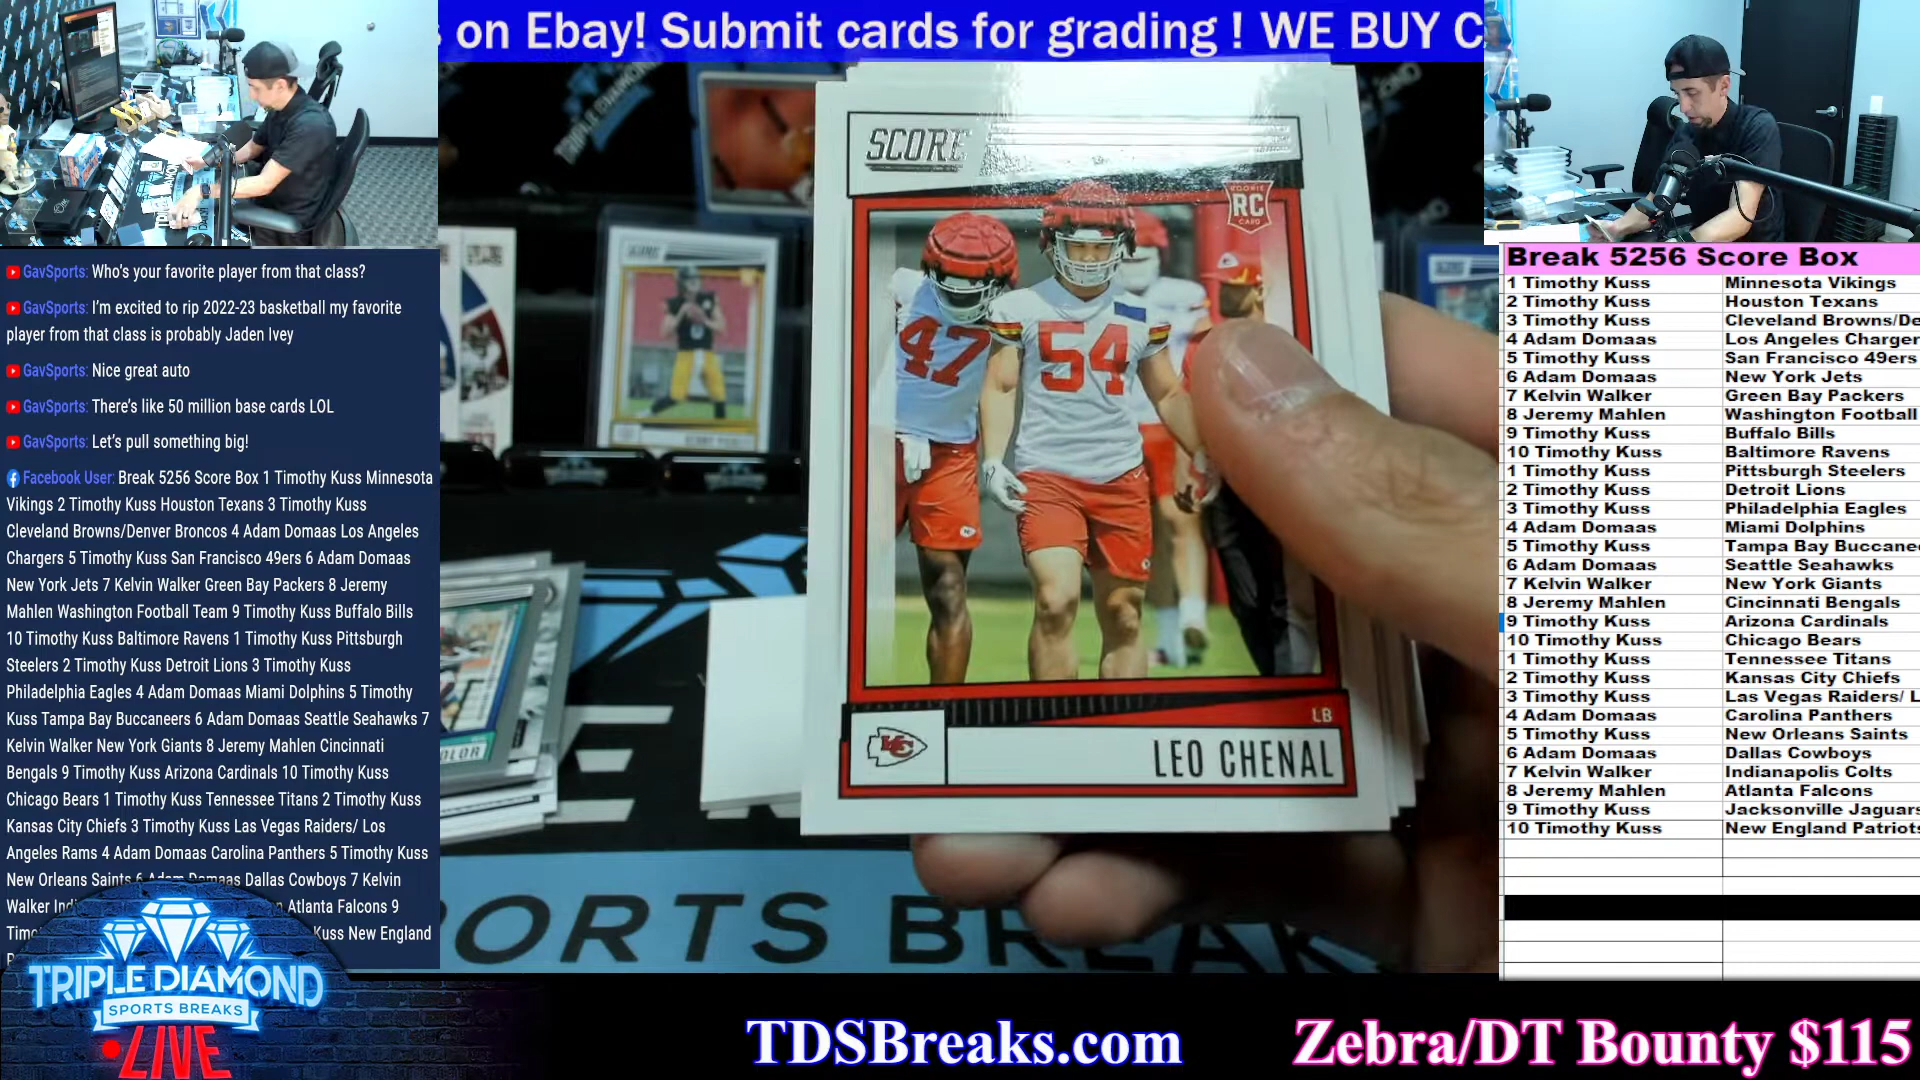 on Ebay! Submit cards for grading ! WE BUY
GavSports: Who's your favorite player from that class?
GavSports: I'm excited to rip 2022-23 basketball my favorite
player from that class is probably Jaden Ivey
GavSports: Nice great auto
GavSports: There's like 50 million base cards LOL
GavSports: Let's pull something big!
Facebook User: Break 5256 Score Box 1 Timothy Kuss Minnesota
Vikings 2 Timothy Kuss Houston Texans 3 Timothy Kuss
Cleveland Browns/Denver Broncos 4 Adam Domaas Los Angeles
Chargers 5 Timothy Kuss San Francisco 49ers 6 Adam Domaas
New York Jets 7 Kelvin Walker Green Bay Packers 8 Jeremy
Mahlen Washington Football Team 9 Timothy Kuss Buffalo Bills
10 Timothy Kuss Baltimore Ravens 1 Timothy Kuss Pittsburgh
Steelers 2 Timothy Kuss Detroit Lions 3 Timothy Kuss
Philadelphia Eagles 4 Adam Domaas Miami Dolphins 5 Timothy
Kuss Tampa Bay Buccaneers 6 Adam Domaas Seattle Seahawks 7
Kelvin Walker New York Giants 8 Jeremy Mahlen Cincinnati
Bengals 9 Timothy Kuss Arizona Cardinals 10 Timothy Kuss
Chicago Bears 1 Timothy Kuss Tennessee Titans 2 Timothy Kuss
Kansas City Chiefs 3 Timothy Kuss Las Vegas Raiders/ Los
Angeles Rams 4 Adam Domaas Carolina Panthers 5 Timothy Kuss
New Orleans Saints 6 Adam Domaas Dallas Cowboys 7 Kelvin
Walker Atlanta Falcons 9
Kuss New England
TRIPLE DIAMOND
SPORTS BREAKS
LIVE
SCORE
ROOKIE
RC
CARD
47
54
LB
KC
LEO CHENAL
PORTS BREAK
Break 5256 Score Box
1 Timothy Kuss Minnesota Vikings
2 Timothy Kuss Houston Texans
3 Timothy Kuss Cleveland Browns/De
4 Adam Domaas Los Angeles Charger
5 Timothy Kuss San Francisco 49ers
6 Adam Domaas New York Jets
7 Kelvin Walker Green Bay Packers
8 Jeremy Mahlen Washington Football
9 Timothy Kuss Buffalo Bills
10 Timothy Kuss Baltimore Ravens
1 Timothy Kuss Pittsburgh Steelers
2 Timothy Kuss Detroit Lions
3 Timothy Kuss Philadelphia Eagles
4 Adam Domaas Miami Dolphins
5 Timothy Kuss Tampa Bay Buccanee
6 Adam Domaas Seattle Seahawks
7 Kelvin Walker New York Giants
8 Jeremy Mahlen Cincinnati Bengals
9 Timothy Kuss Arizona Cardinals
10 Timothy Kuss Chicago Bears
1 Timothy Kuss Tennessee Titans
2 Timothy Kuss Kansas City Chiefs
3 Timothy Kuss Las Vegas Raiders/ L
4 Adam Domaas Carolina Panthers
5 Timothy Kuss New Orleans Saints
6 Adam Domaas Dallas Cowboys
7 Kelvin Walker Indianapolis Colts
8 Jeremy Mahlen Atlanta Falcons
9 Timothy Kuss Jacksonville Jaguars
10 Timothy Kuss New England Patriots
TDSBreaks.com
Zebra/DT Bounty $115